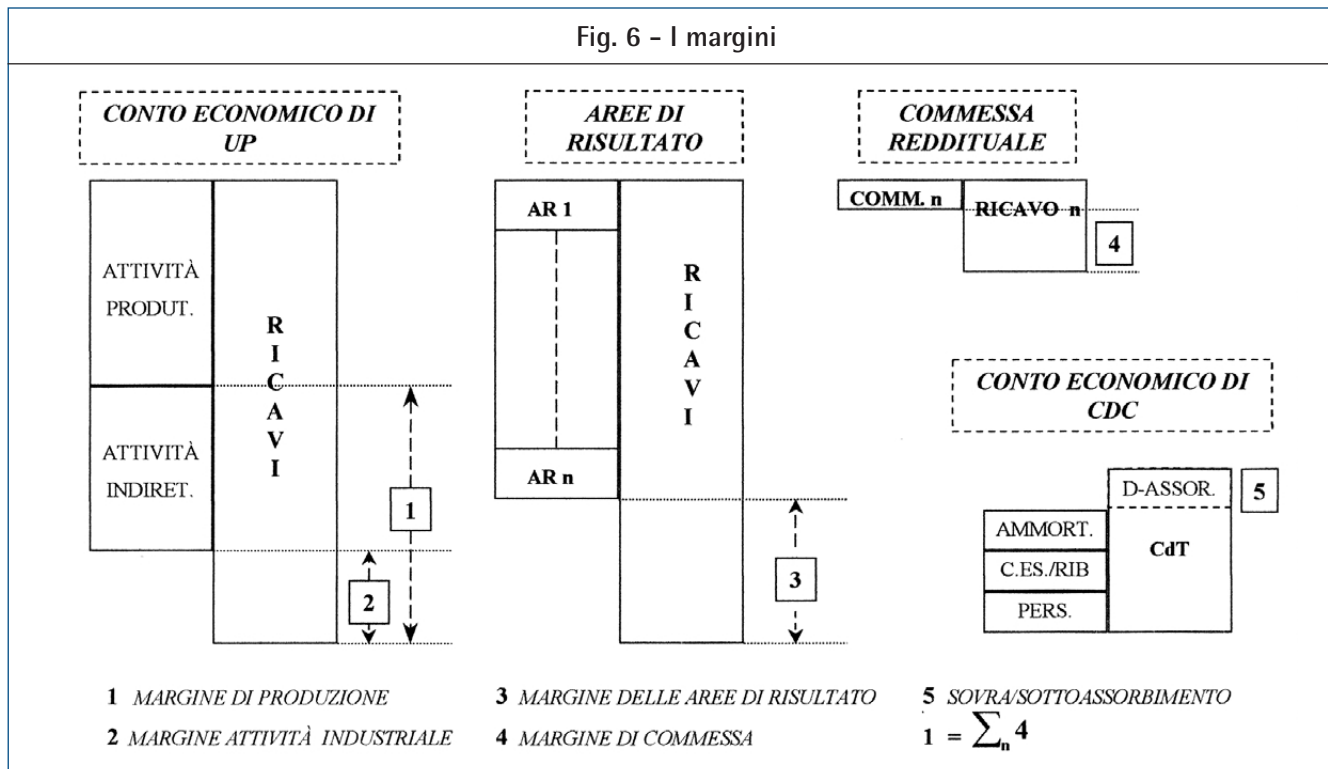 Fig. 6 – I margini
CONTO ECONOMICO DI
UP
ATTIVITÀ
PRODUT.
ATTIVITÀ
INDIRET.
R
I
C
A
V
I
1
2
AREE DI
RISULTATO
AR 1
AR n
R
I
C
A
V
I
3
COMMESSA
REDDITUALE
COMM. n
RICAVO n
4
CONTO ECONOMICO DI
CDC
D-ASSOR.
5
AMMORT.
C.ES./RIB
PERS.
CdT
1 MARGINE DI PRODUZIONE
2 MARGINE ATTIVITÀ INDUSTRIALE
3 MARGINE DELLE AREE DI RISULTATO
4 MARGINE DI COMMESSA
5 SOVRA/SOTTOASSORBIMENTO
1 = ∑n 4